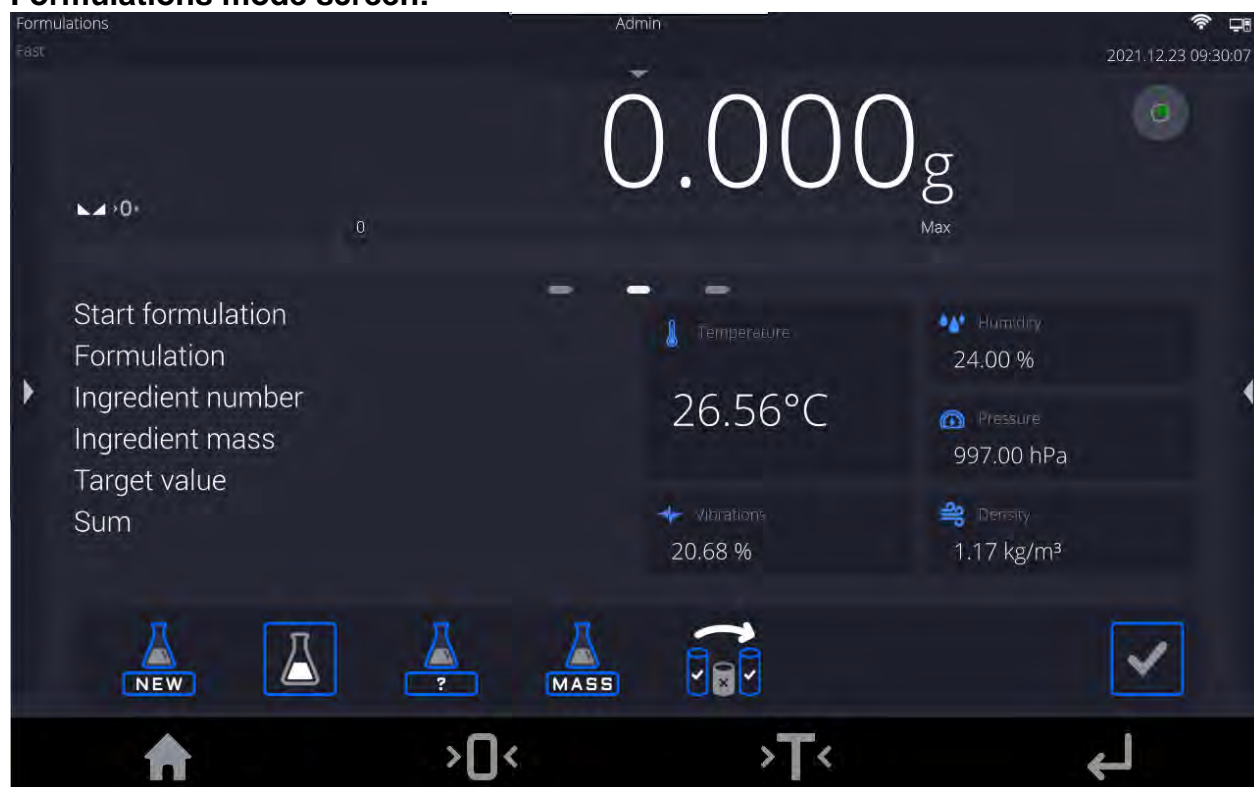 Formulations mode screen:
Formulations Admin
Fast 2021.12.23 09:30:07
0.000g
›0‹
0 Max
Start formulation
Formulation
Ingredient number
Ingredient mass
Target value
Sum
Temperature
26.56°C
Humidity
24.00 %
Pressure
997.00 hPa
Vibrations
20.68 %
Density
1.17 kg/m³
NEW ? MASS
>0< >T<